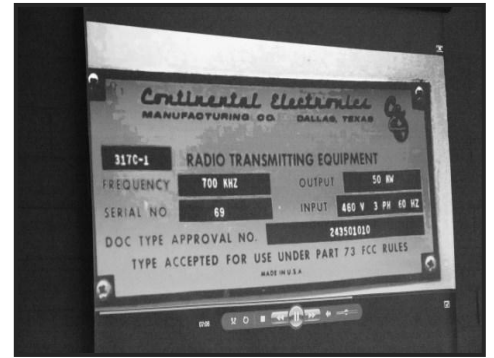 Continental Electronics
MANUFACTURING CO. DALLAS, TEXAS
317C-1 RADIO TRANSMITTING EQUIPMENT
FREQUENCY 700 KHZ OUTPUT 50 KW
SERIAL NO 69 INPUT 460 V 3 PH 60 HZ
DOC TYPE APPROVAL NO. 243501010
TYPE ACCEPTED FOR USE UNDER PART 73 FCC RULES
MADE IN U.S.A.